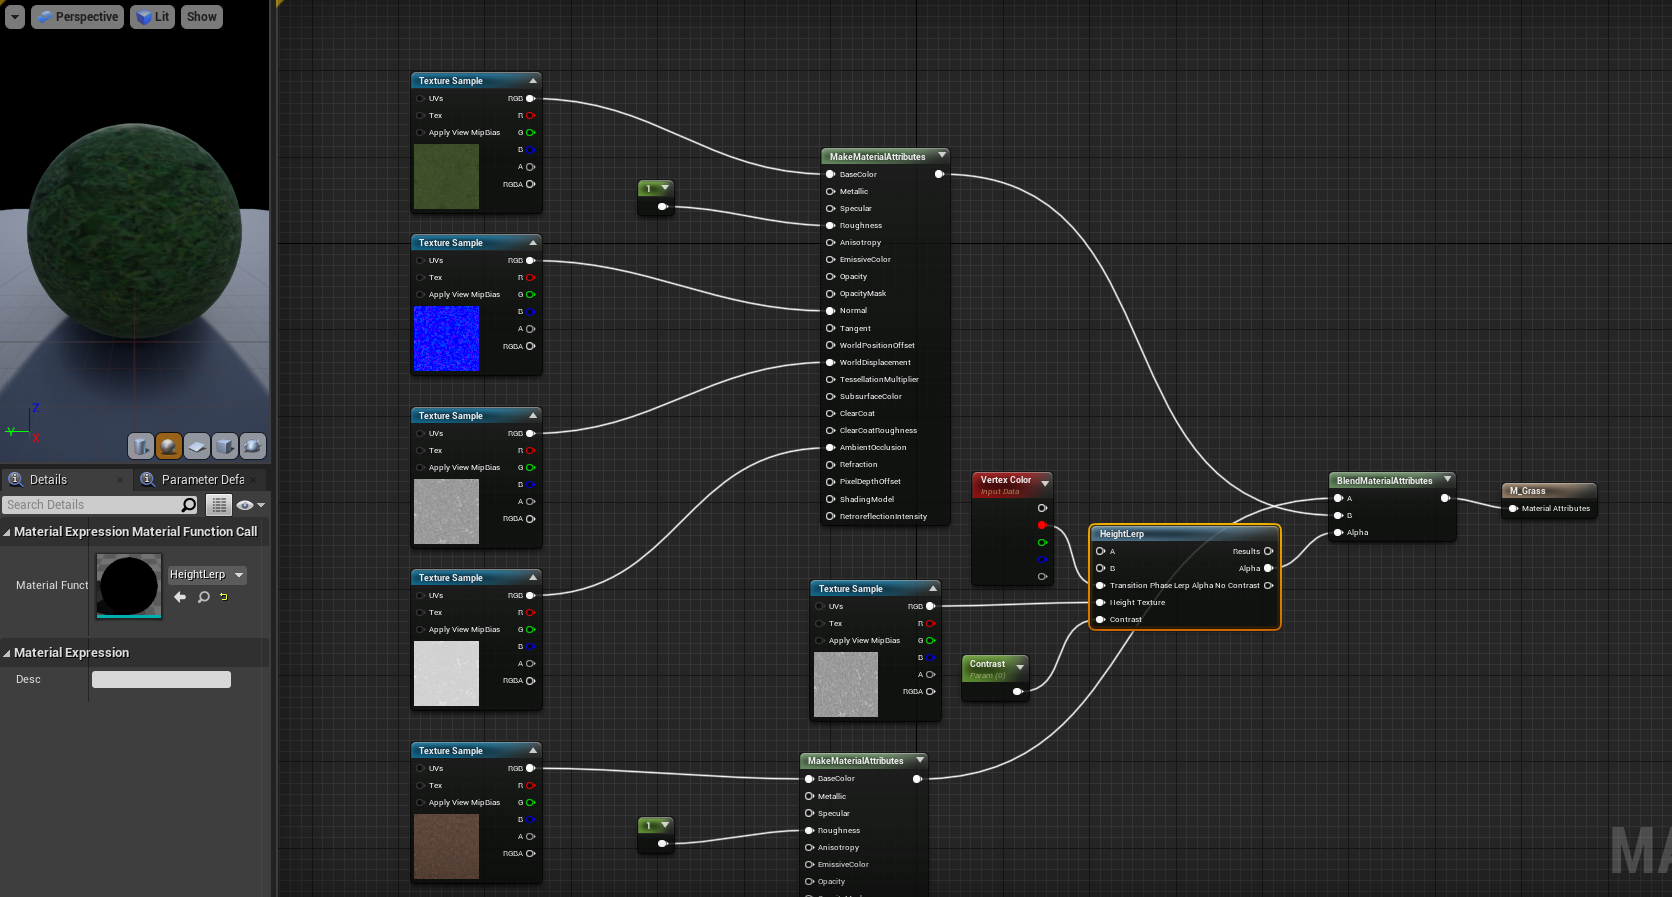 Perspective
Lit
Show
Z
Y
X
Details
Parameter Defa
Search Details
Material Expression Material Function Call
Material Funct
HeightLerp
Material Expression
Desc
Texture Sample
UVs
RGB
Tex
R
Apply View MipBias
G
B
A
RGBA
Texture Sample
UVs
RGB
Tex
R
Apply View MipBias
G
B
A
RGBA
Texture Sample
UVs
RGB
Tex
R
Apply View MipBias
G
B
A
RGBA
Texture Sample
UVs
RGB
Tex
R
Apply View MipBias
G
B
A
RGBA
Texture Sample
UVs
RGB
Tex
R
Apply View MipBias
G
B
A
RGBA
1
1
MakeMaterialAttributes
BaseColor
Metallic
Specular
Roughness
Anisotropy
EmissiveColor
Opacity
OpacityMask
Normal
Tangent
WorldPositionOffset
WorldDisplacement
TessellationMultiplier
SubsurfaceColor
ClearCoat
ClearCoatRoughness
AmbientOcclusion
Refraction
PixelDepthOffset
ShadingModel
RetroreflectionIntensity
Texture Sample
UVs
RGB
Tex
R
Apply View MipBias
G
B
A
RGBA
MakeMaterialAttributes
BaseColor
Metallic
Specular
Roughness
Anisotropy
EmissiveColor
Opacity
Vertex Color
Input Data
Contrast
Param (0)
HeightLerp
A
Results
B
Alpha
Transition Phase
Lerp Alpha No Contrast
Height Texture
Contrast
BlendMaterialAttributes
A
B
Alpha
M_Grass
Material Attributes
MA